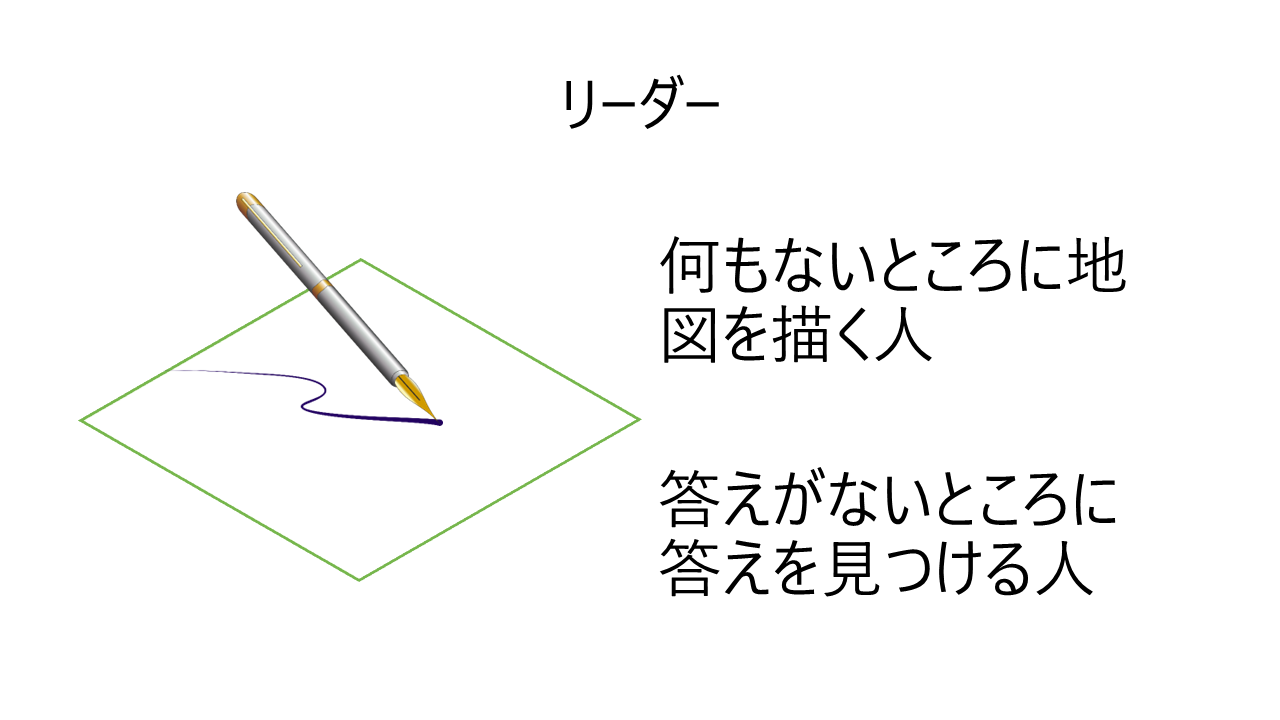 リーダー
何もないところに地
図を描く人
答えがないところに
答えを見つける人